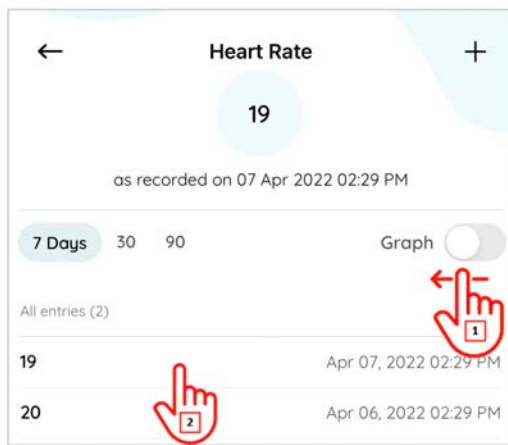 Heart Rate
19
as recorded on 07 Apr 2022 02:29 PM
7 Days 30 90 Graph
1
All entries (2)
19 Apr 07, 2022 02:29 PM
2
20 Apr 06, 2022 02:29 PM